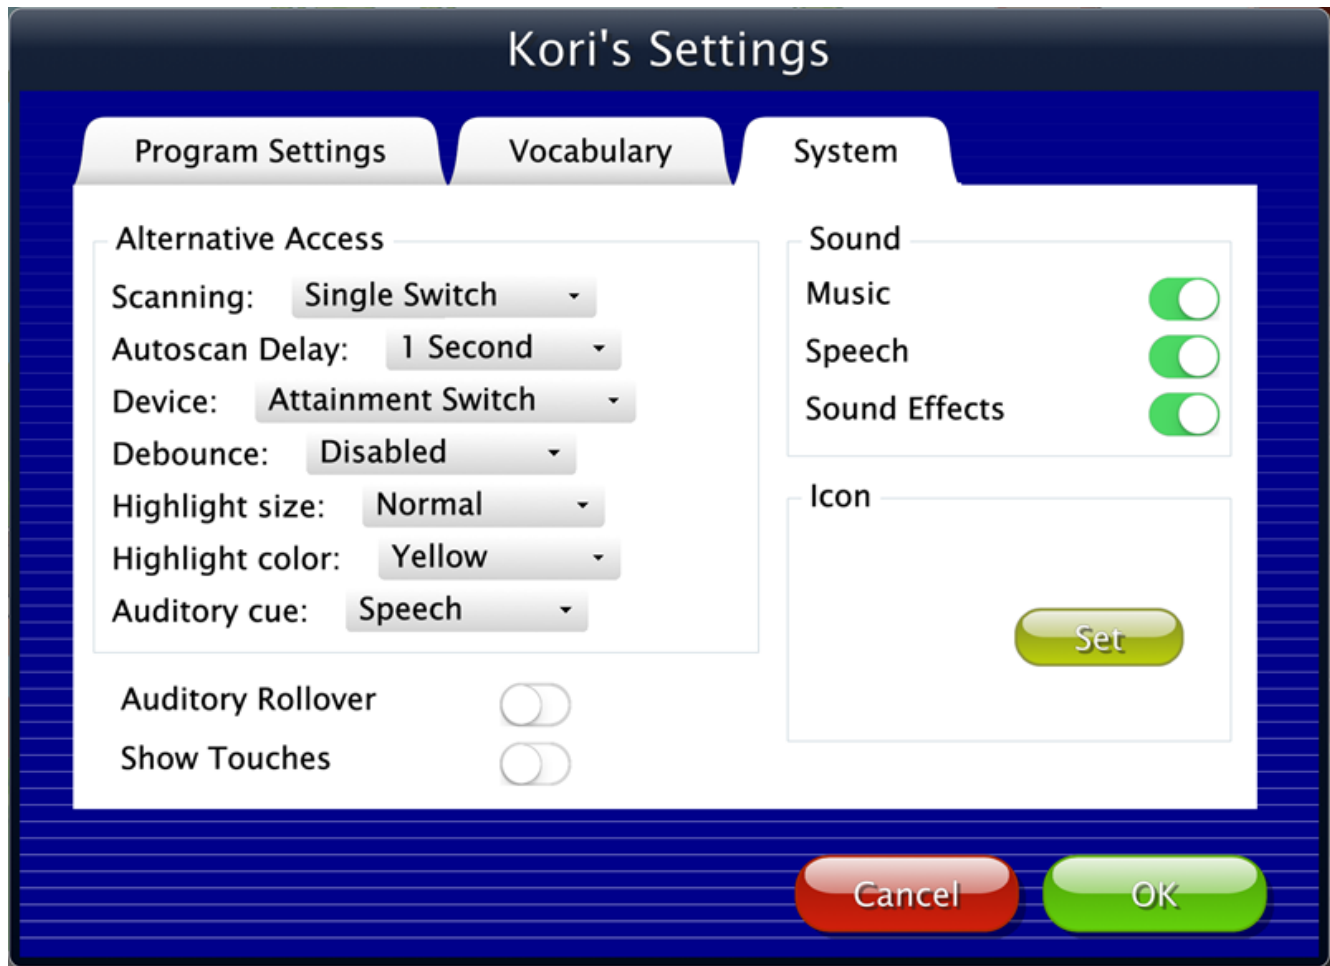 Kori's Settings
Program Settings
Vocabulary
System
Alternative Access
Scanning: Single Switch
Autoscan Delay: 1 Second
Device: Attainment Switch
Debounce: Disabled
Highlight size: Normal
Highlight color: Yellow
Auditory cue: Speech
Auditory Rollover
Show Touches
Sound
Music
Speech
Sound Effects
Icon
Set
Cancel
OK